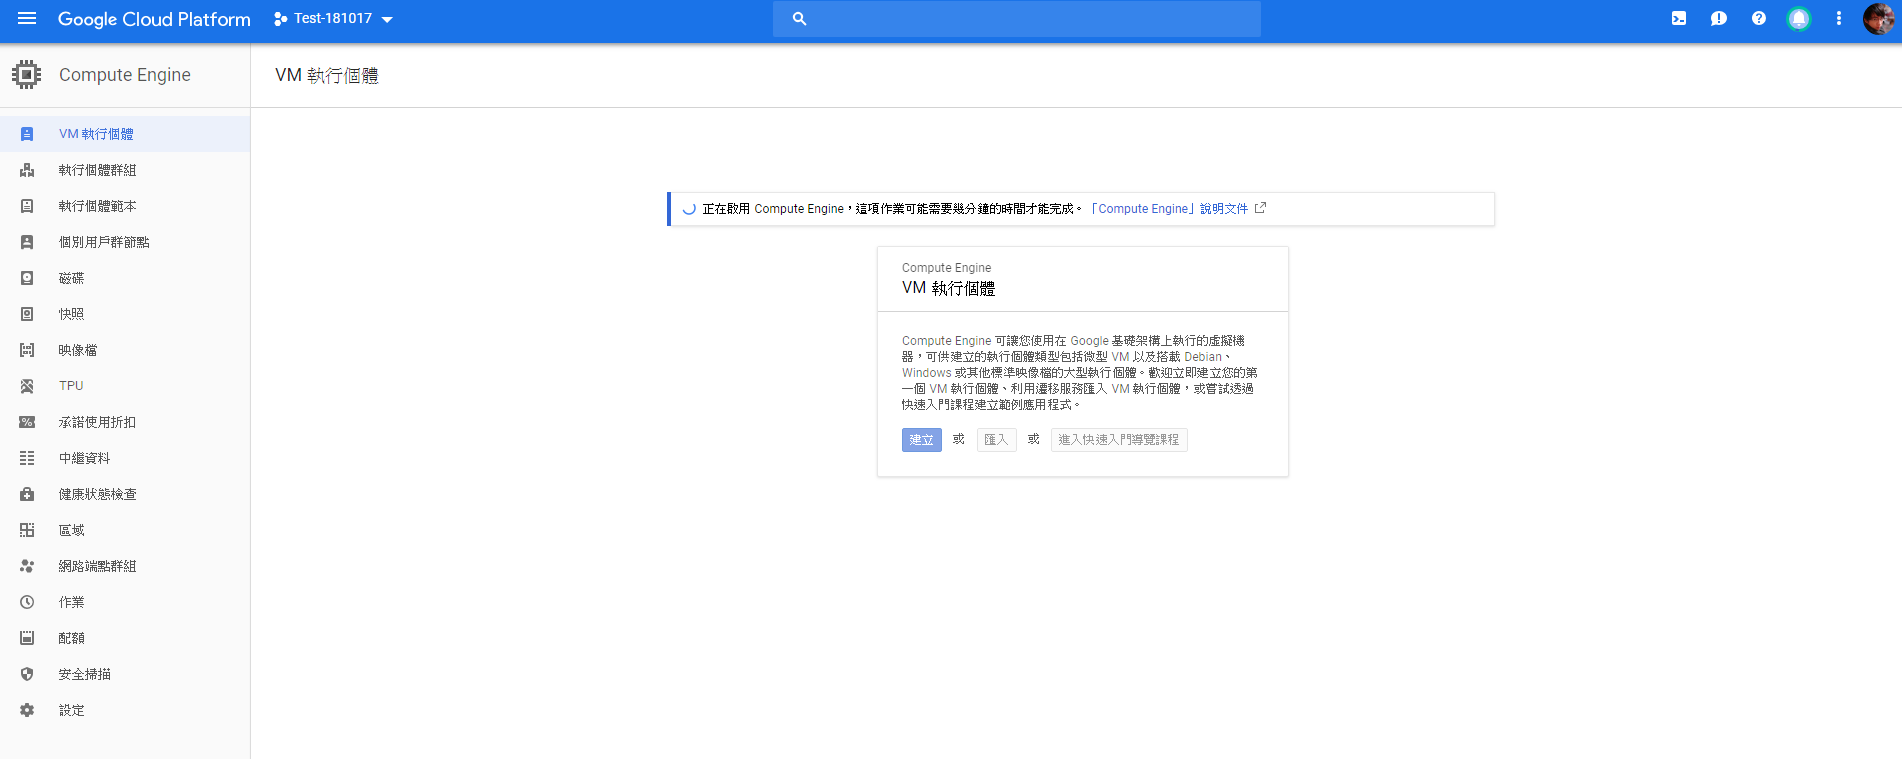 Google Cloud Platform
Test-181017
Compute Engine
VM 執行個體
VM 執行個體
執行個體群組
執行個體範本
個別用戶群節點
磁碟
快照
映像檔
TPU
承諾使用折扣
中繼資料
健康狀態檢查
區域
網路端點群組
作業
配額
安全掃描
設定
正在啟用 Compute Engine，這項作業可能需要幾分鐘的時間才能完成。「Compute Engine」說明文件
Compute Engine
VM 執行個體
Compute Engine 可讓您使用在 Google 基礎架構上執行的虛擬機
器，可供建立的執行個體類型包括微型 VM 以及搭載 Debian、
Windows 或其他標準映像檔的大型執行個體。歡迎立即建立您的第
一個 VM 執行個體、利用遷移服務匯入 VM 執行個體，或嘗試透過
快速入門課程建立範例應用程式。
建立 或 匯入 或 進入快速入門導覽課程